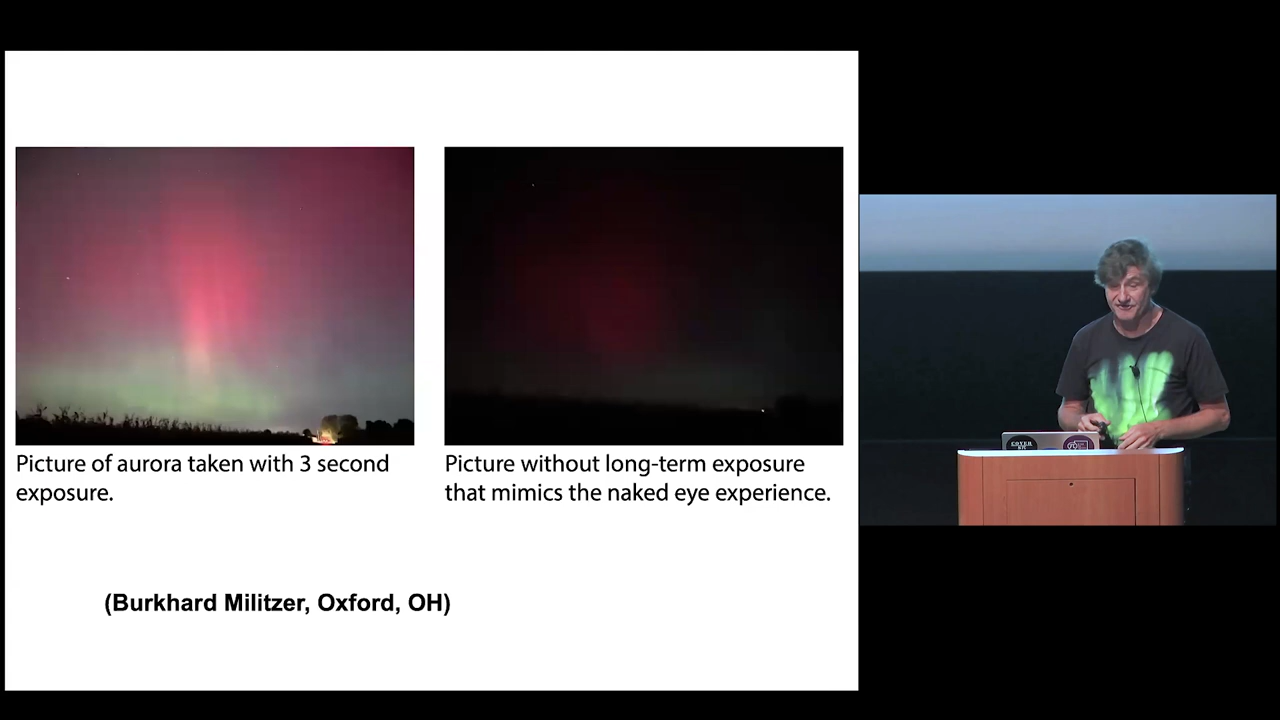 Picture of aurora taken with 3 second
exposure.
Picture without long-term exposure
that mimics the naked eye experience.
(Burkhard Militzer, Oxford, OH)